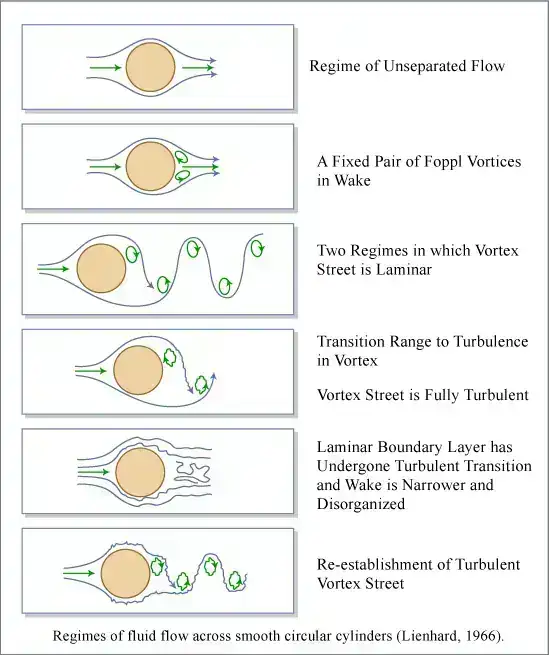 Regime of Unseparated Flow
A Fixed Pair of Foppl Vortices
in Wake
Two Regimes in which Vortex
Street is Laminar
Transition Range to Turbulence
in Vortex
Vortex Street is Fully Turbulent
Laminar Boundary Layer has
Undergone Turbulent Transition
and Wake is Narrower and
Disorganized
Re-establishment of Turbulent
Vortex Street
Regimes of fluid flow across smooth circular cylinders (Lienhard, 1966).